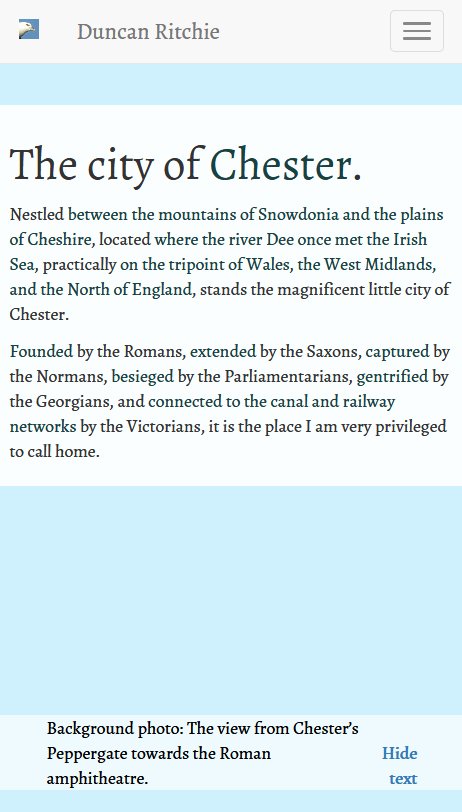 Duncan Ritchie
The city of Chester.
Nestled between the mountains of Snowdonia and the plains
of Cheshire, located where the river Dee once met the Irish
Sea, practically on the tripoint of Wales, the West Midlands,
and the North of England, stands the magnificent little city of
Chester.
Founded by the Romans, extended by the Saxons, captured by
the Normans, besieged by the Parliamentarians, gentrified by
the Georgians, and connected to the canal and railway
networks by the Victorians, it is the place I am very privileged
to call home.
Background photo: The view from Chester’s
Peppergate towards the Roman
amphitheatre.
Hide
text